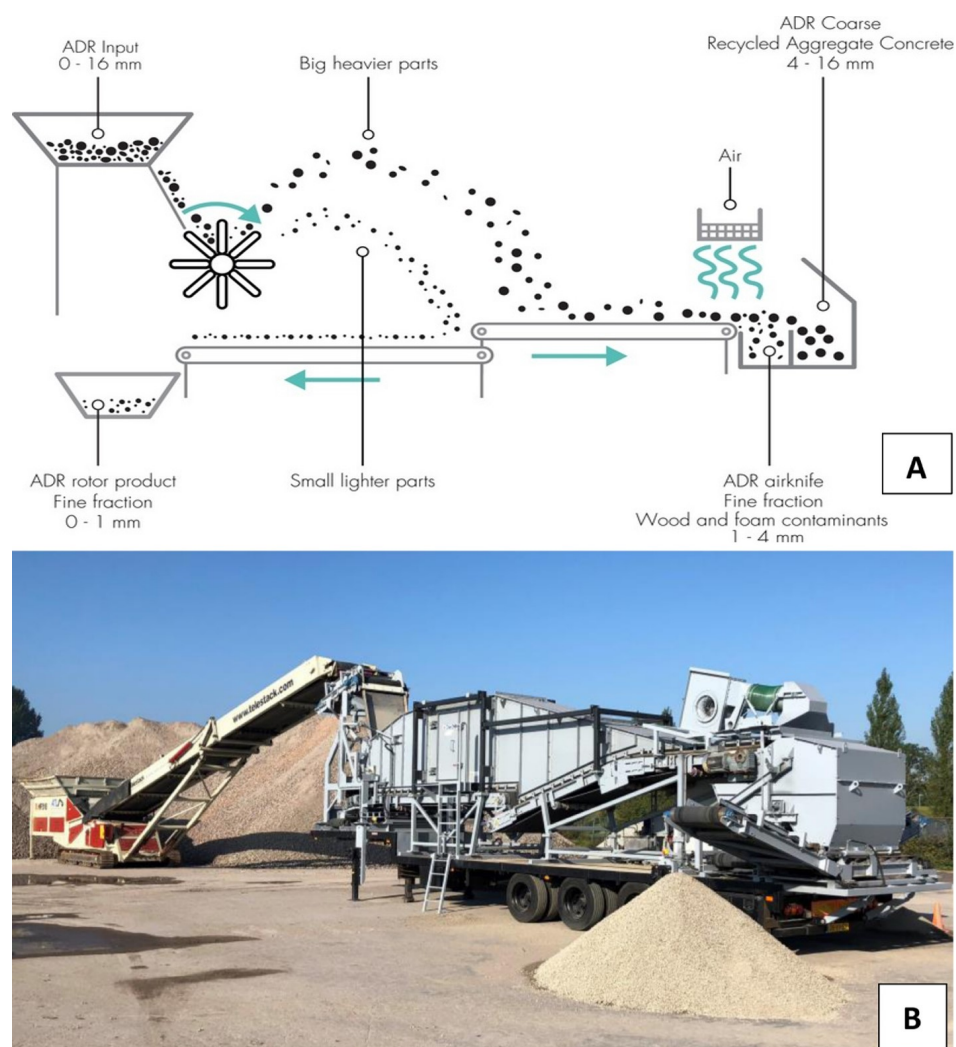 ADR Input
0 - 16 mm
Big heavier parts
ADR Coarse
Recycled Aggregate Concrete
4 - 16 mm
Air
ADR rotor product
Fine fraction
0 - 1 mm
Small lighter parts
ADR airknife
Fine fraction
Wood and foam contaminants
1 - 4 mm
A
www.telestack.com
B